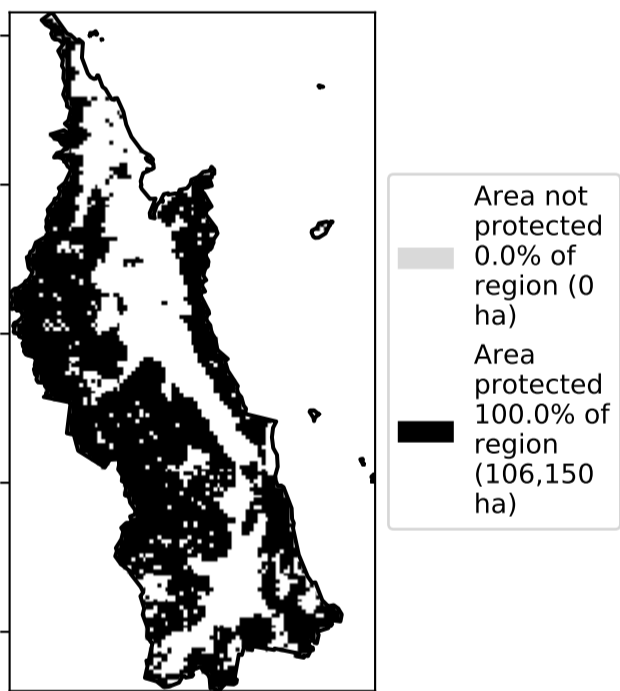 Area not
protected
0.0% of
region (0
ha)
Area
protected
100.0% of
region
(106,150
ha)